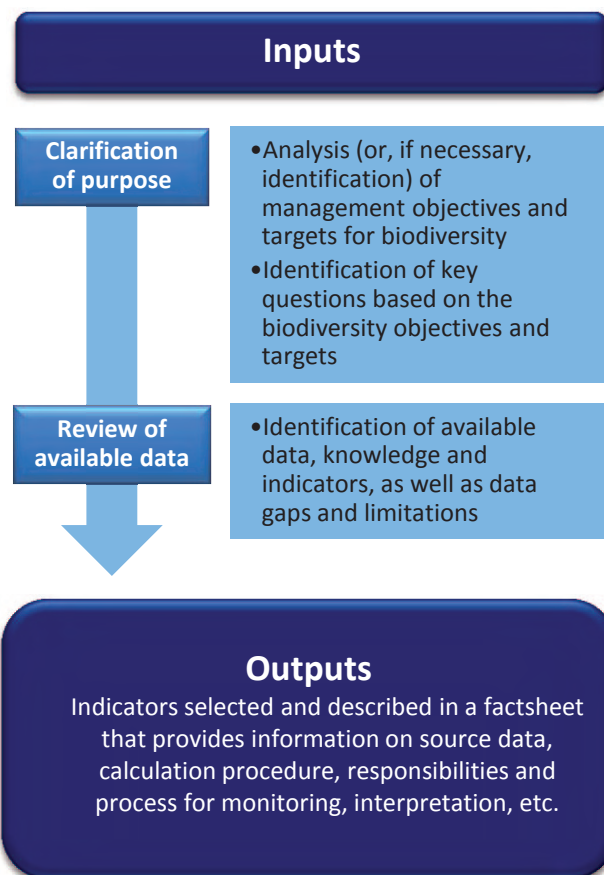 Inputs
Clarification
of purpose
•Analysis (or, if necessary,
identification) of
management objectives and
targets for biodiversity
•Identification of key
questions based on the
biodiversity objectives and
targets
Review of
available data
•Identification of available
data, knowledge and
indicators, as well as data
gaps and limitations
Outputs
Indicators selected and described in a factsheet
that provides information on source data,
calculation procedure, responsibilities and
process for monitoring, interpretation, etc.